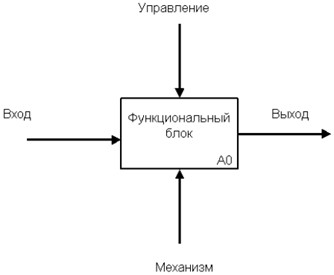 Управление
Вход
Функциональный
блок
Выход
A0
Механизм